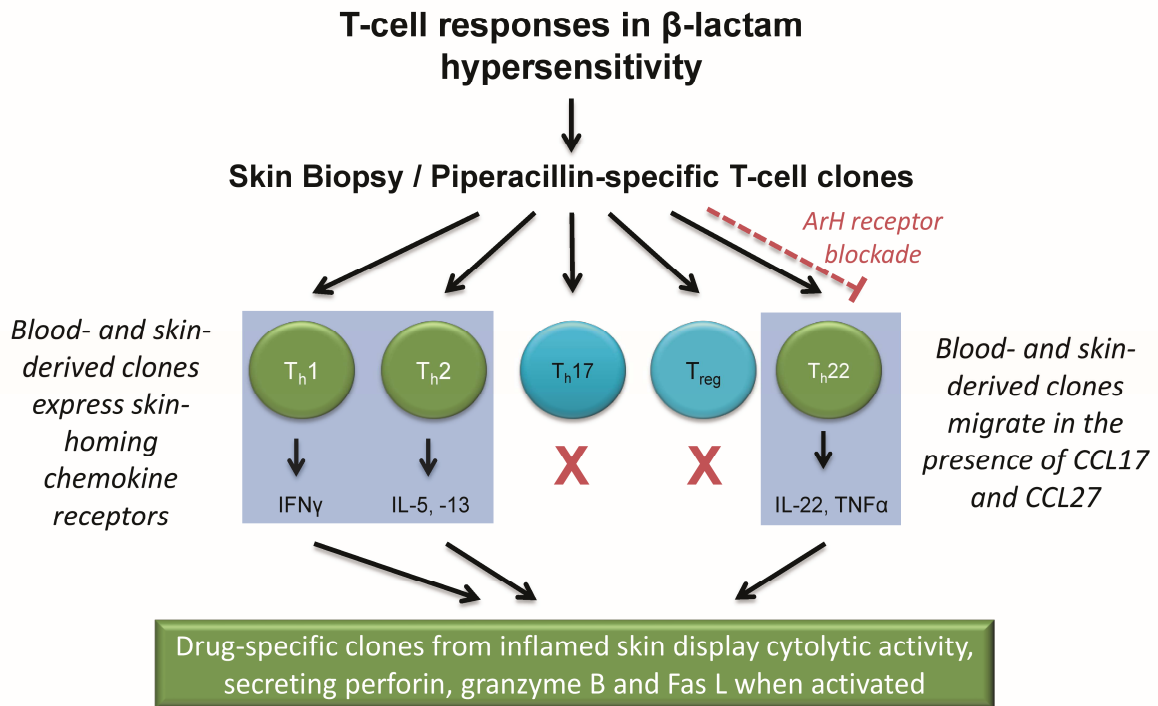 T-cell responses in β-lactam
hypersensitivity
Skin Biopsy / Piperacillin-specific T-cell clones
ArH receptor
blockade
Blood- and skin-
derived clones
express skin-
homing
chemokine
receptors
Th1
Th2
Th17
Treg
Th22
X
X
IFNγ
IL-5, -13
IL-22, TNFα
Blood- and skin-
derived clones
migrate in the
presence of CCL17
and CCL27
Drug-specific clones from inflamed skin display cytolytic activity,
secreting perforin, granzyme B and Fas L when activated